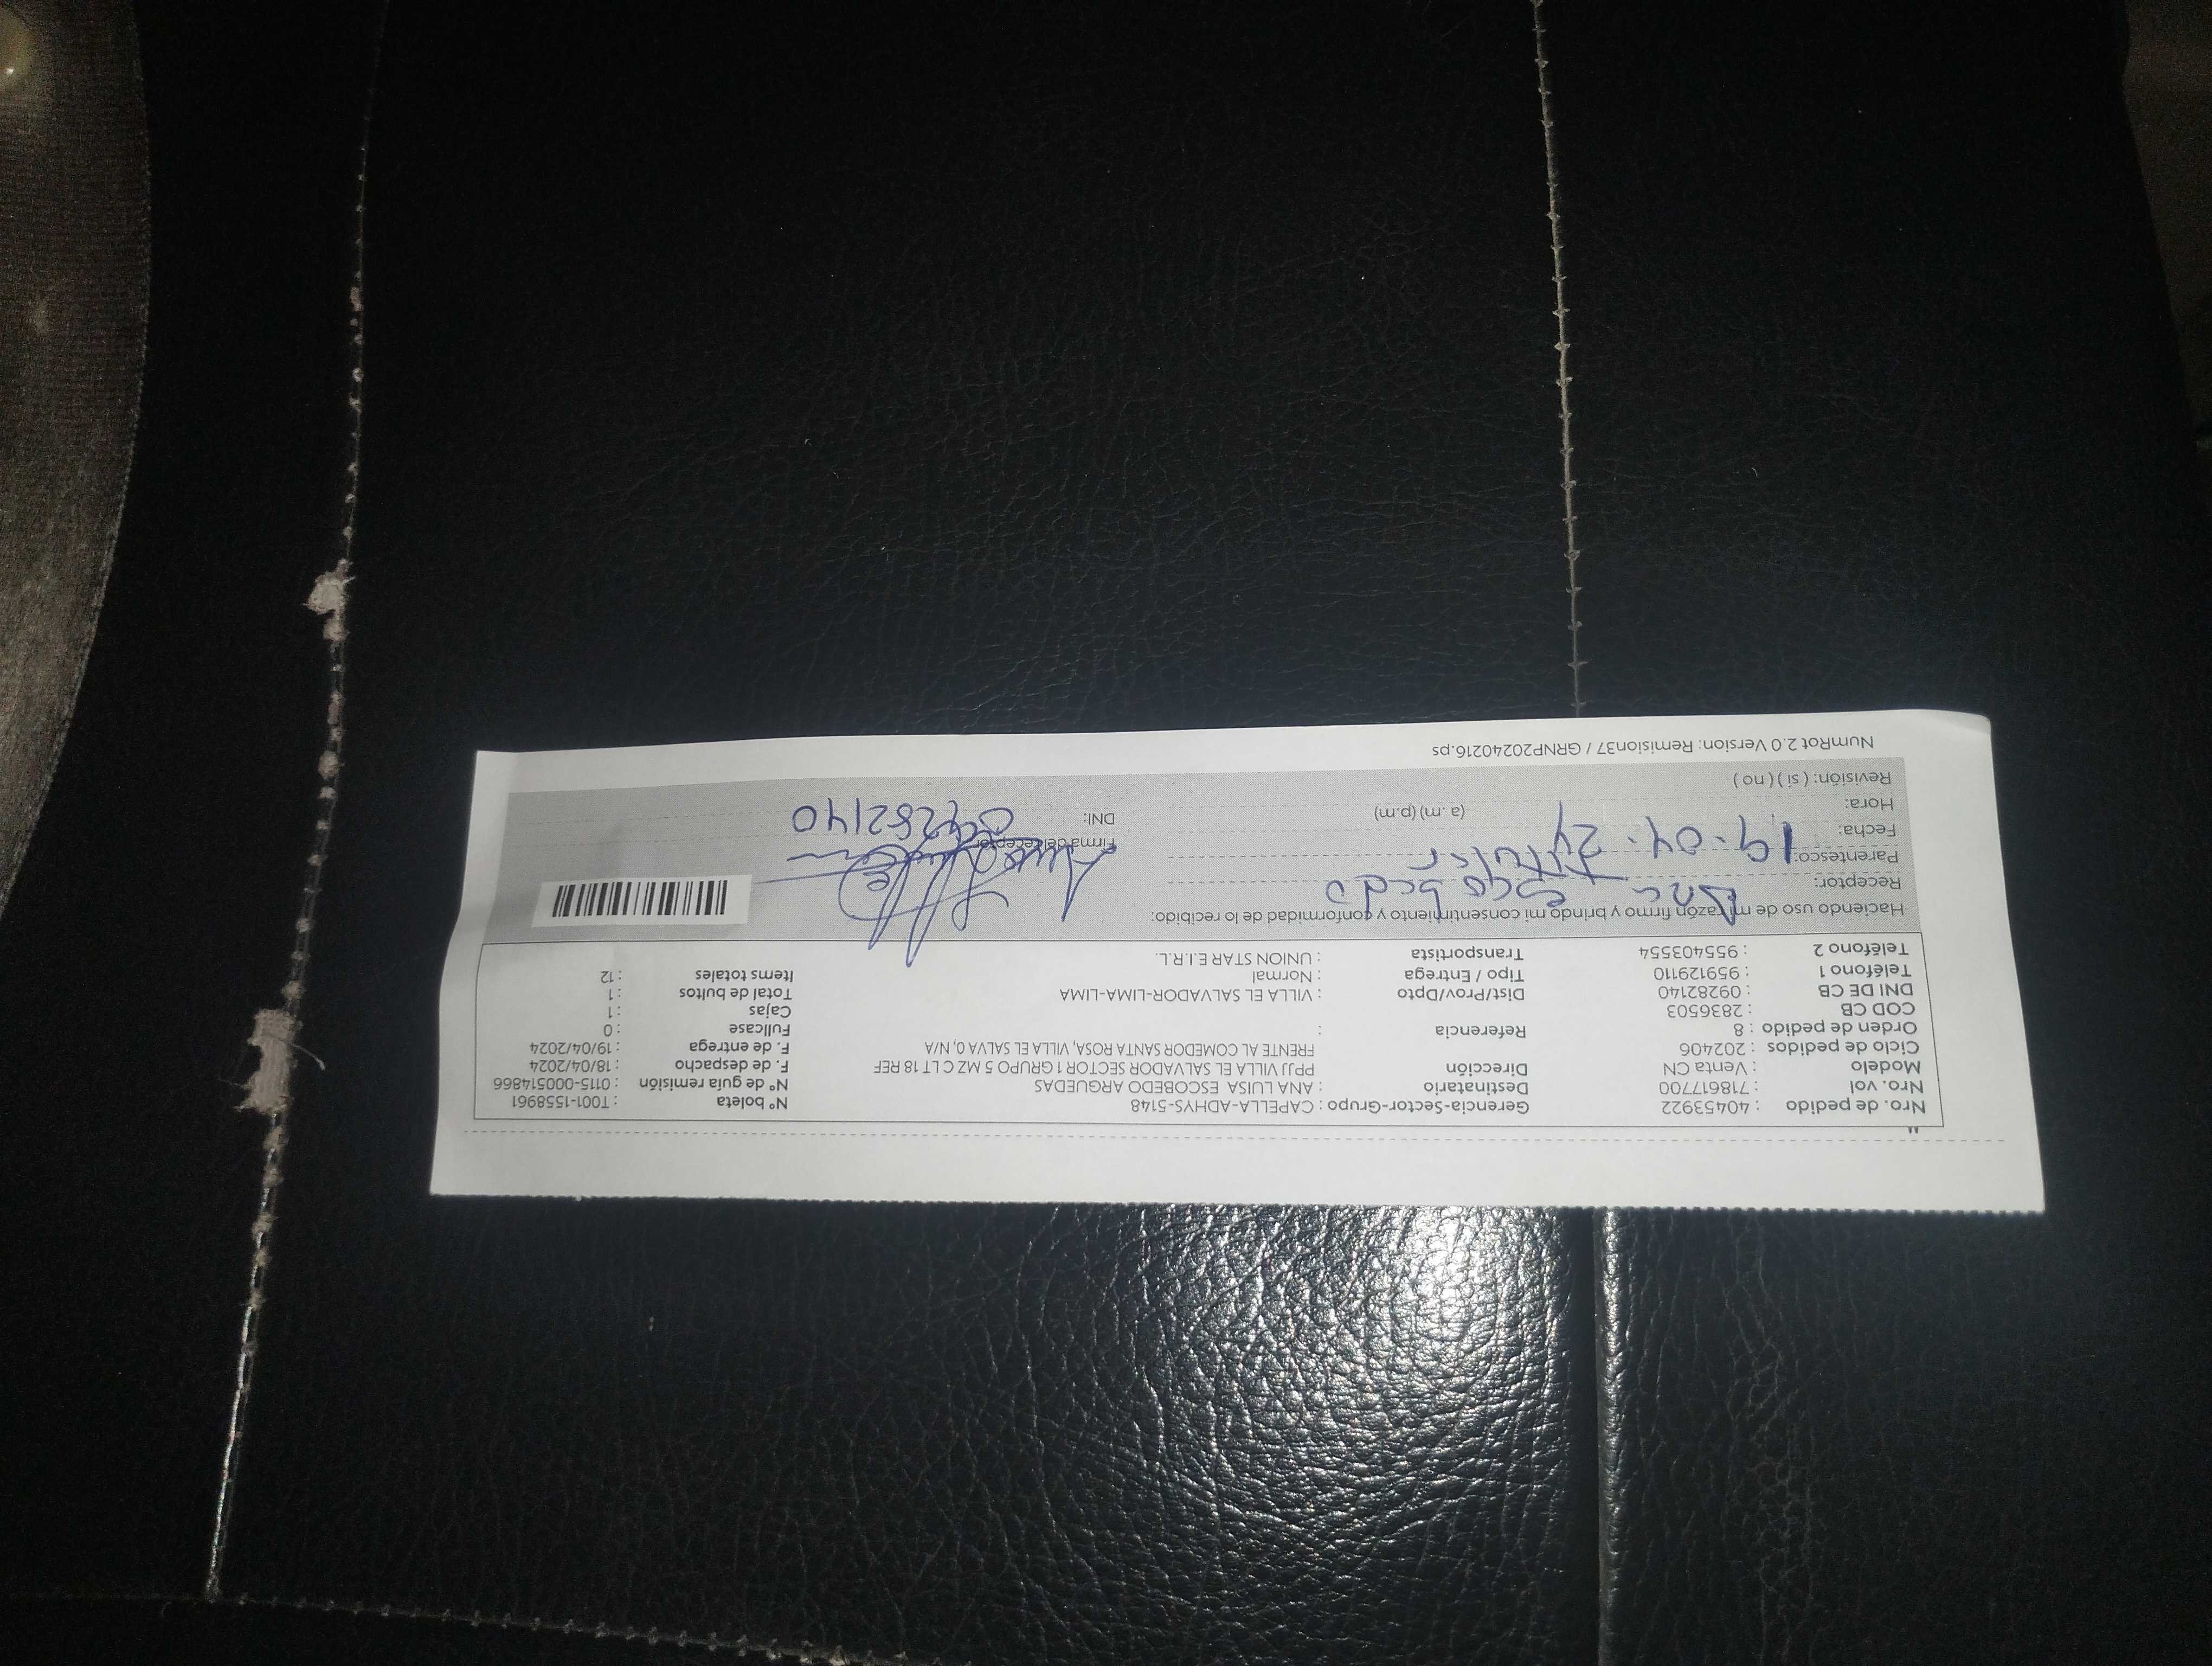 Nro. de pedido : 40453922 Gerencia-Sector-Grupo : CAPELLA-ADHYS-5148 Nº boleta : T001-1558961
Nro. vol : 718617700 Destinatario : ANA LUISA ESCOBEDO ARGUEDAS Nº de guía remisión : 0115-000514866
Modelo : Venta CN Dirección PPJJ VILLA EL SALVADOR SECTOR 1 GRUPO 5 MZ C LT 18 REF F. de despacho : 18/04/2024
Ciclo de pedidos : 202406 FRENTE AL COMEDOR SANTA ROSA, VILLA EL SALVA 0, N/A F. de entrega : 19/04/2024
Orden de pedido : 8 Referencia : Fullcase : 0
COD CB : 2836503 Cajas : 1
DNI DE CB : 09282140 Dist/Prov/Dpto : VILLA EL SALVADOR-LIMA-LIMA Total de bultos : 1
Teléfono 1 : 959129110 Tipo / Entrega : Normal Items totales : 12
Teléfono 2 : 955403554 Transportista : UNION STAR E.I.R.L.
Haciendo uso de mi razón firmo y brindo mi consentimiento y conformidad de lo recibido:
Receptor: Ana Escobedo
Parentesco: Titular
Fecha: 19.04.24 Firma del receptor
Hora: (a.m) (p.m) DNI: 09282140
Revisión: ( si ) ( no )
NumRot 2.0 Version: Remision37 / GRNP20240216.ps